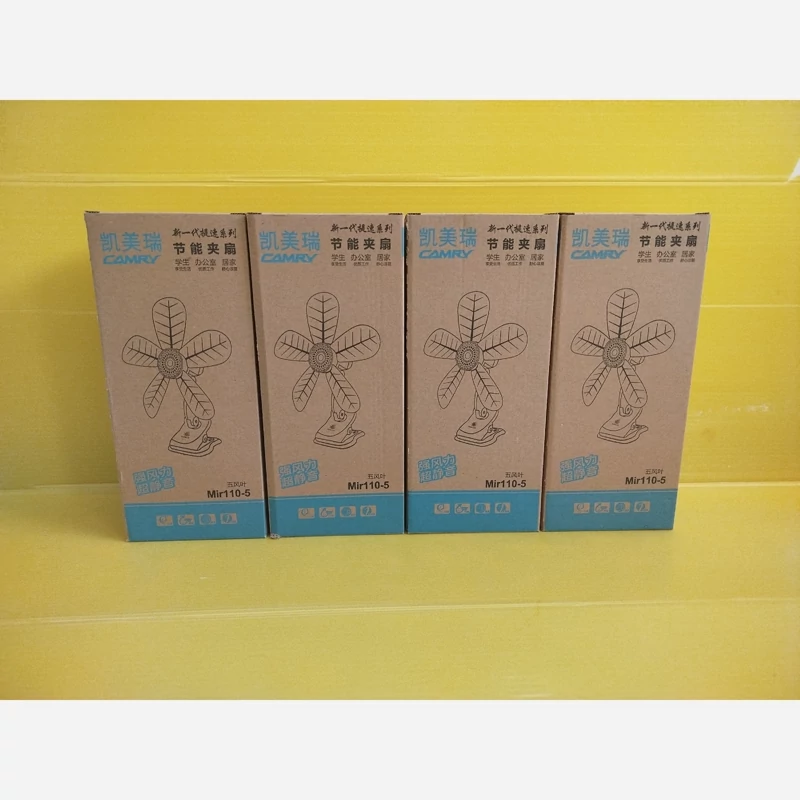 凯美瑞
CAMRY
新一代极速系列
节能夹扇
学生 办公室 居家
强风力
超静音
五风叶
Mir110-5
凯美瑞
CAMRY
新一代极速系列
节能夹扇
学生 办公室 居家
强风力
超静音
五风叶
Mir110-5
凯美瑞
CAMRY
新一代极速系列
节能夹扇
学生 办公室 居家
强风力
超静音
五风叶
Mir110-5
凯美瑞
CAMRY
新一代极速系列
节能夹扇
学生 办公室 居家
强风力
超静音
五风叶
Mir110-5